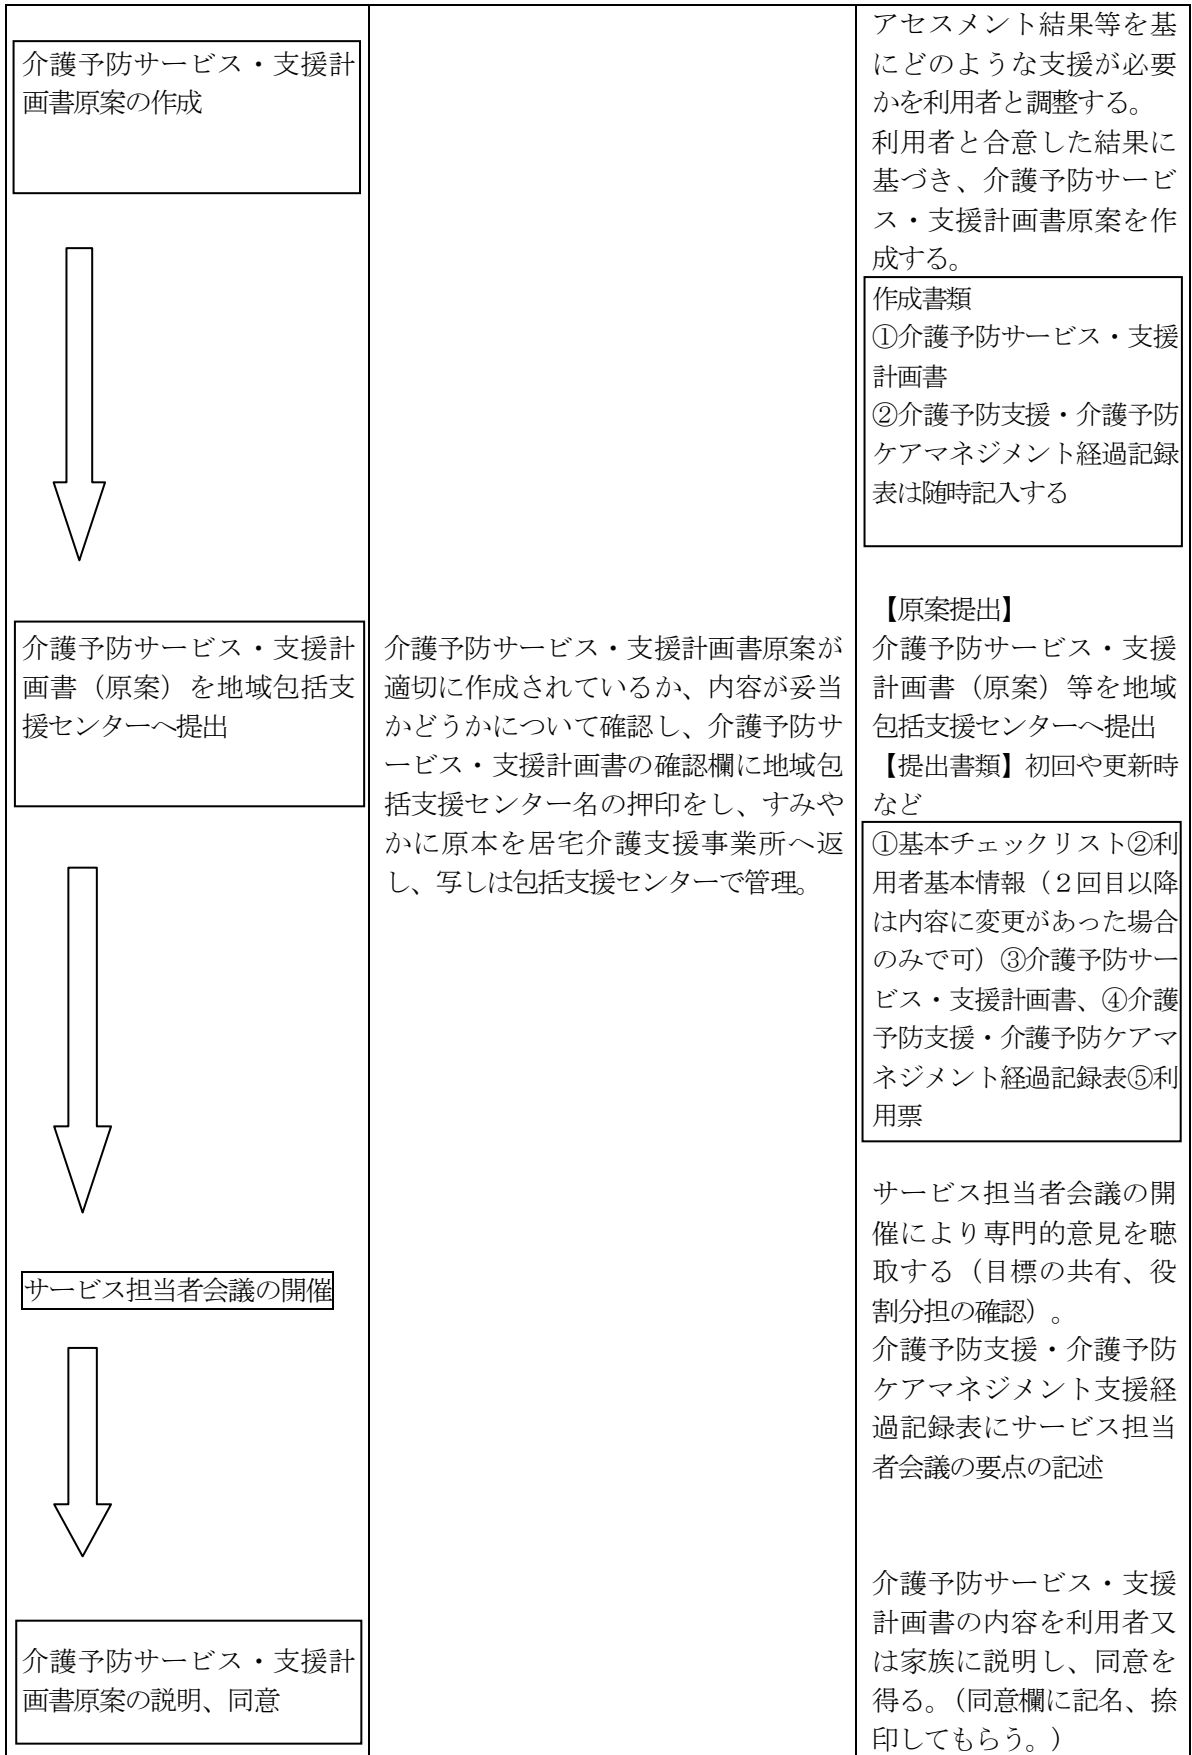 介護予防サービス・支援計
画書原案の作成
アセスメント結果等を基
にどのような支援が必要
かを利用者と調整する。
利用者と合意した結果に
基づき、介護予防サービ
ス・支援計画書原案を作
成する。
作成書類
①介護予防サービス・支援
計画書
②介護予防支援・介護予防
ケアマネジメント経過記録
表は随時記入する
介護予防サービス・支援計
画書（原案）を地域包括支
援センターへ提出
介護予防サービス・支援計画書原案が
適切に作成されているか、内容が妥当
かどうかについて確認し、介護予防サ
ービス・支援計画書の確認欄に地域包
括支援センター名の押印をし、すみや
かに原本を居宅介護支援事業所へ返
し、写しは包括支援センターで管理。
【原案提出】
介護予防サービス・支援
計画書（原案）等を地域
包括支援センターへ提出
【提出書類】初回や更新時
など
①基本チェックリスト②利
用者基本情報（２回目以降
は内容に変更があった場合
のみで可）③介護予防サー
ビス・支援計画書、④介護
予防支援・介護予防ケアマ
ネジメント経過記録表⑤利
用票
サービス担当者会議の開催
サービス担当者会議の開
催により専門的意見を聴
取する（目標の共有、役
割分担の確認）。
介護予防支援・介護予防
ケアマネジメント支援経
過記録表にサービス担当
者会議の要点の記述
介護予防サービス・支援計
画書原案の説明、同意
介護予防サービス・支援
計画書の内容を利用者又
は家族に説明し、同意を
得る。（同意欄に記名、捺
印してもらう。）